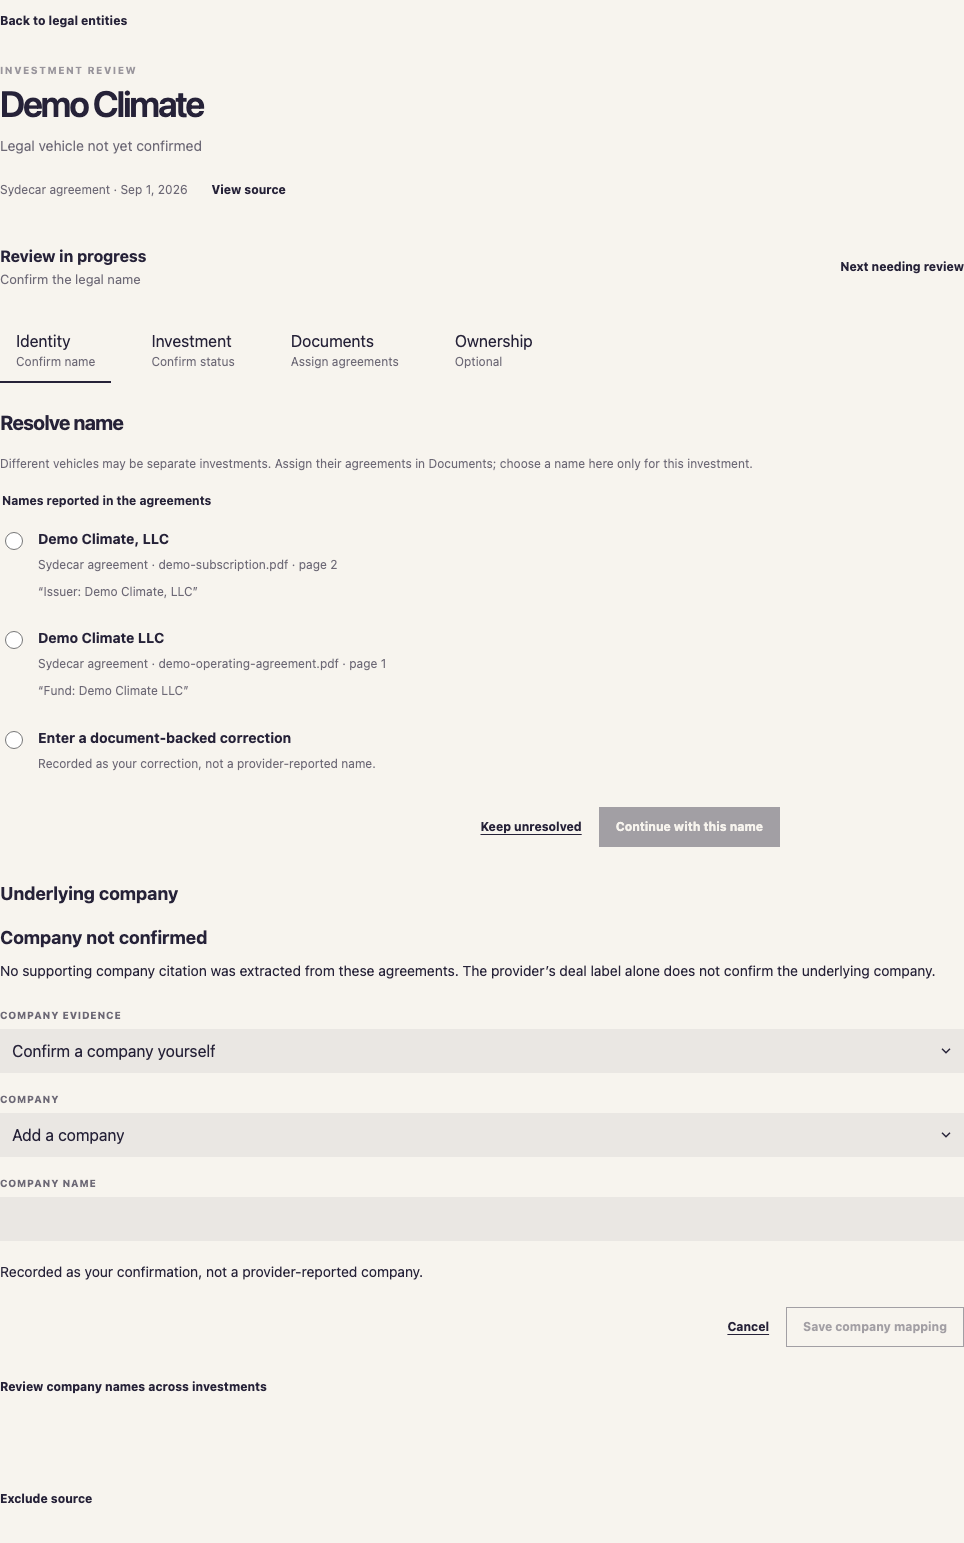 Back to legal entities
INVESTMENT REVIEW
Demo Climate
Legal vehicle not yet confirmed
Sydecar agreement · Sep 1, 2026 View source
Review in progress
Confirm the legal name
Next needing review
Identity
Confirm name
Investment
Confirm status
Documents
Assign agreements
Ownership
Optional
Resolve name
Different vehicles may be separate investments. Assign their agreements in Documents; choose a name here only for this investment.
Names reported in the agreements
Demo Climate, LLC
Sydecar agreement · demo-subscription.pdf · page 2
“Issuer: Demo Climate, LLC”
Demo Climate LLC
Sydecar agreement · demo-operating-agreement.pdf · page 1
“Fund: Demo Climate LLC”
Enter a document-backed correction
Recorded as your correction, not a provider-reported name.
Keep unresolved Continue with this name
Underlying company
Company not confirmed
No supporting company citation was extracted from these agreements. The provider’s deal label alone does not confirm the underlying company.
COMPANY EVIDENCE
Confirm a company yourself
COMPANY
Add a company
COMPANY NAME
Recorded as your confirmation, not a provider-reported company.
Cancel Save company mapping
Review company names across investments
Exclude source